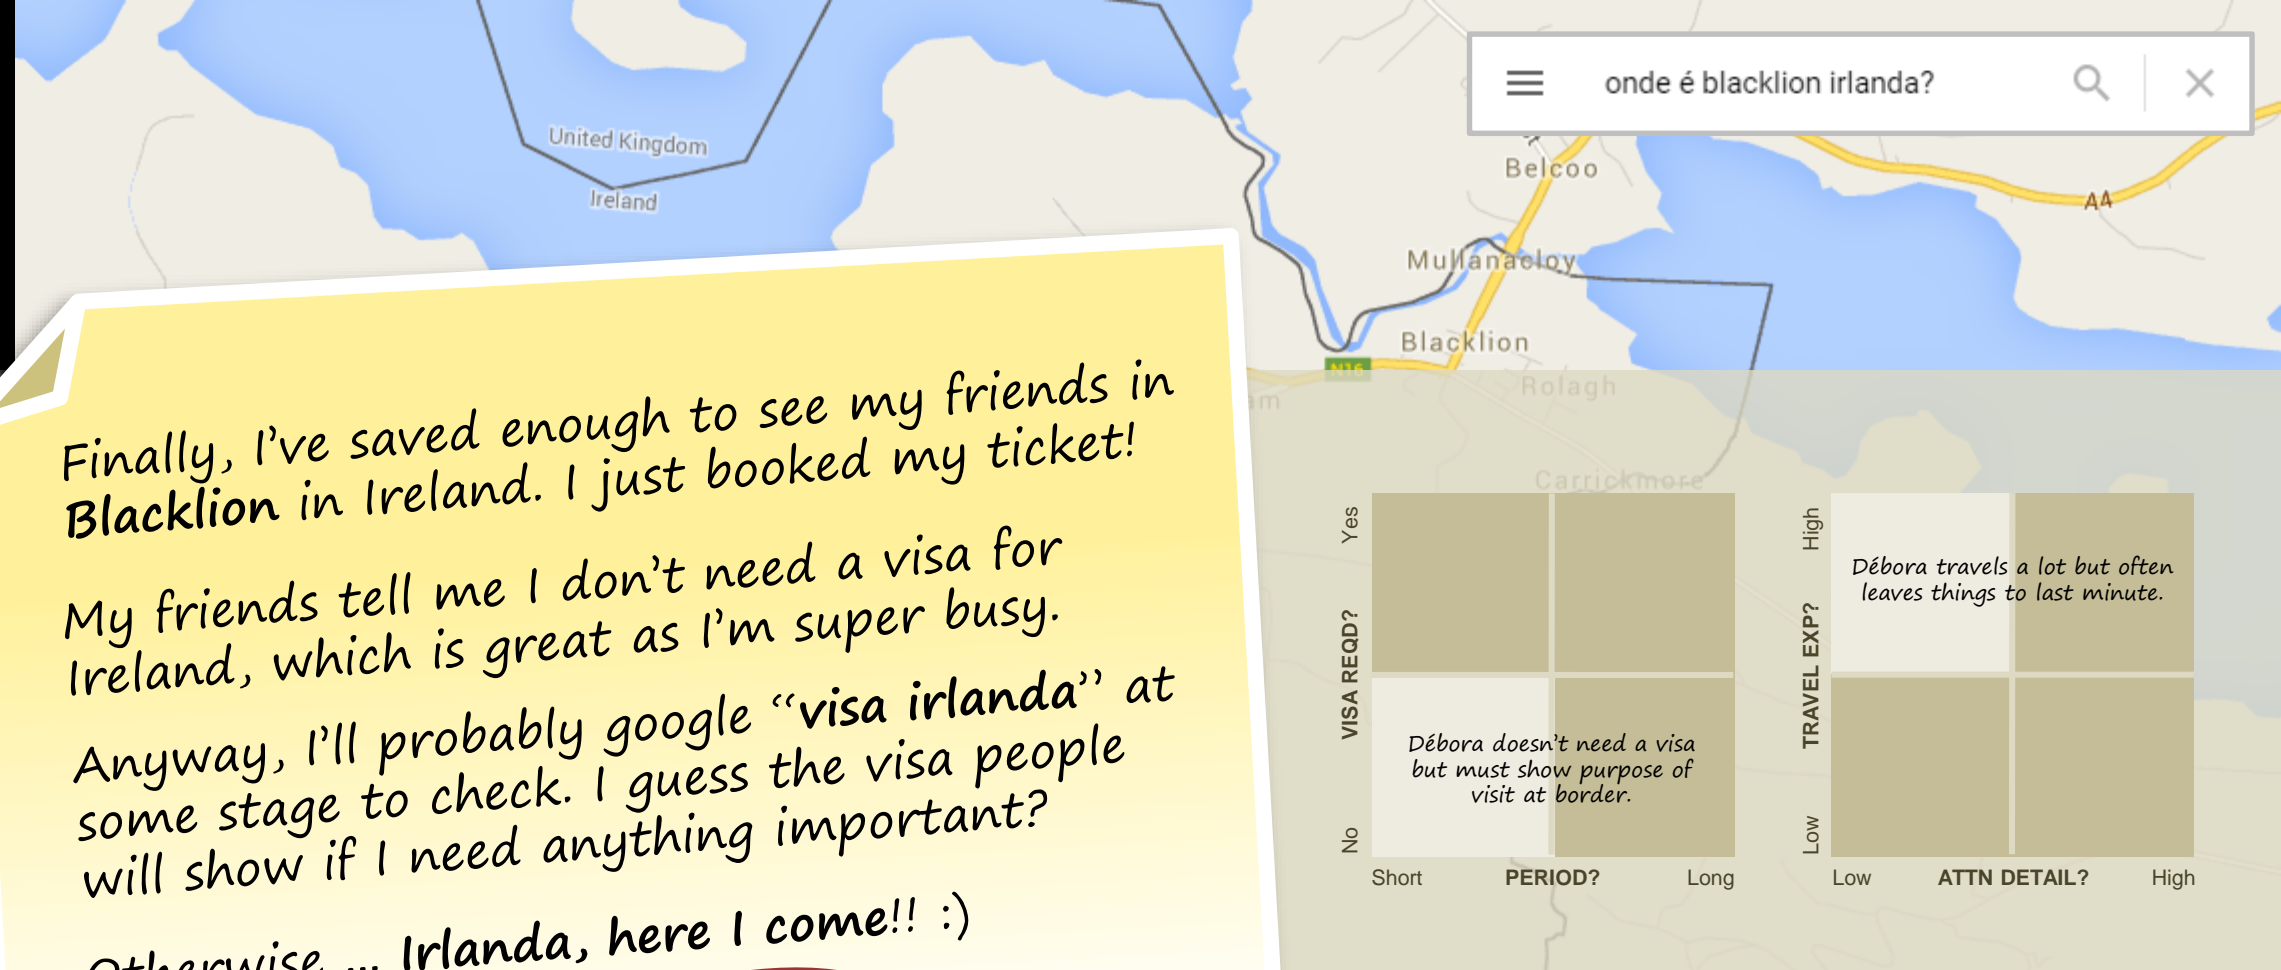 onde é blacklion irlanda?
United Kingdom
Ireland
Belcoo
A4
Mullanacloy
Blacklion
N16
Rolagh
am
Carrickmore
Finally, I've saved enough to see my friends in
Blacklion in Ireland. I just booked my ticket!
My friends tell me I don't need a visa for
Ireland, which is great as I'm super busy.
Anyway, I'll probably google “visa irlanda” at
some stage to check. I guess the visa people
will show if I need anything important?
Otherwise ... Irlanda, here I come!! :)
VISA REQD?
Yes
No
Débora doesn't need a visa
but must show purpose of
visit at border.
Short
PERIOD?
Long
TRAVEL EXP?
High
Low
Débora travels a lot but often
leaves things to last minute.
Low
ATTN DETAIL?
High